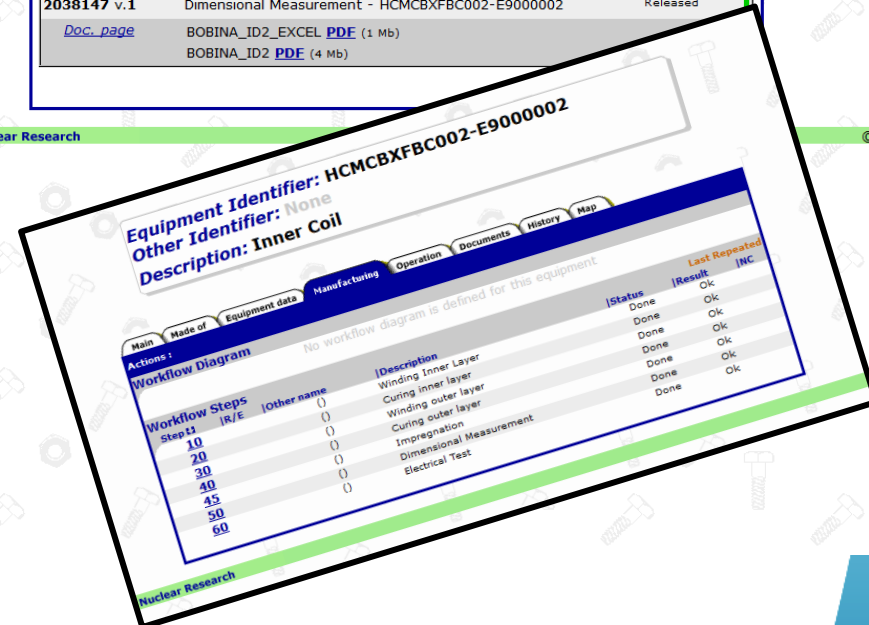 2038147 v.1 Dimensional Measurement - HCMCBXFBC002-E9000002 Released
Doc. page BOBINA_ID2_EXCEL PDF (1 Mb)
BOBINA_ID2 PDF (4 Mb)
ear Research ©
Equipment Identifier: HCMCBXFBC002-E9000002
Other Identifier: None
Description: Inner Coil
Main Made of Equipment data Manufacturing Operation Documents History Map
Actions :
Workflow Diagram No workflow diagram is defined for this equipment
Workflow Steps Last Repeated
Step |R/E |Other name |Description |Status |Result |NC
10 () Winding Inner Layer Done Ok
20 () Curing inner layer Done Ok
30 () Winding outer layer Done Ok
40 () Curing outer layer Done Ok
45 () Impregnation Done Ok
50 () Dimensional Measurement Done Ok
60 () Electrical Test Done Ok
Nuclear Research